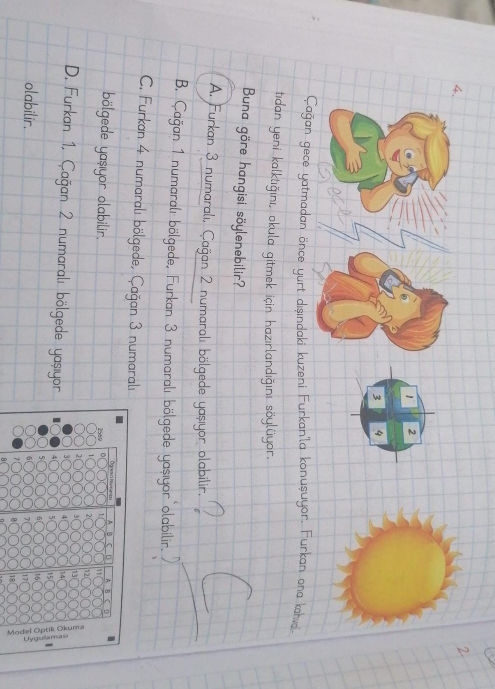 4.
Gece
1 2
3 4
Çağan gece yatmadan önce yurt dışındaki kuzeni Furkan'la konuşuyor. Furkan ona kahval-
tıdan yeni kalktığını, okula gitmek için hazırlandığını söylüyor.
Buna göre hangisi söylenebilir?
A. Furkan 3 numaralı, Çağan 2 numaralı bölgede yaşıyor olabilir.
B. Çağan 1 numaralı bölgede, Furkan 3 numaralı bölgede yaşıyor olabilir.
C. Furkan 4 numaralı bölgede, Çağan 3 numaralı
bölgede yaşıyor olabilir.
D. Furkan 1, Çağan 2 numaralı bölgede yaşıyor
olabilir.
A B C D
A B C D
Model Optik Okuma
Uygulaması
2.